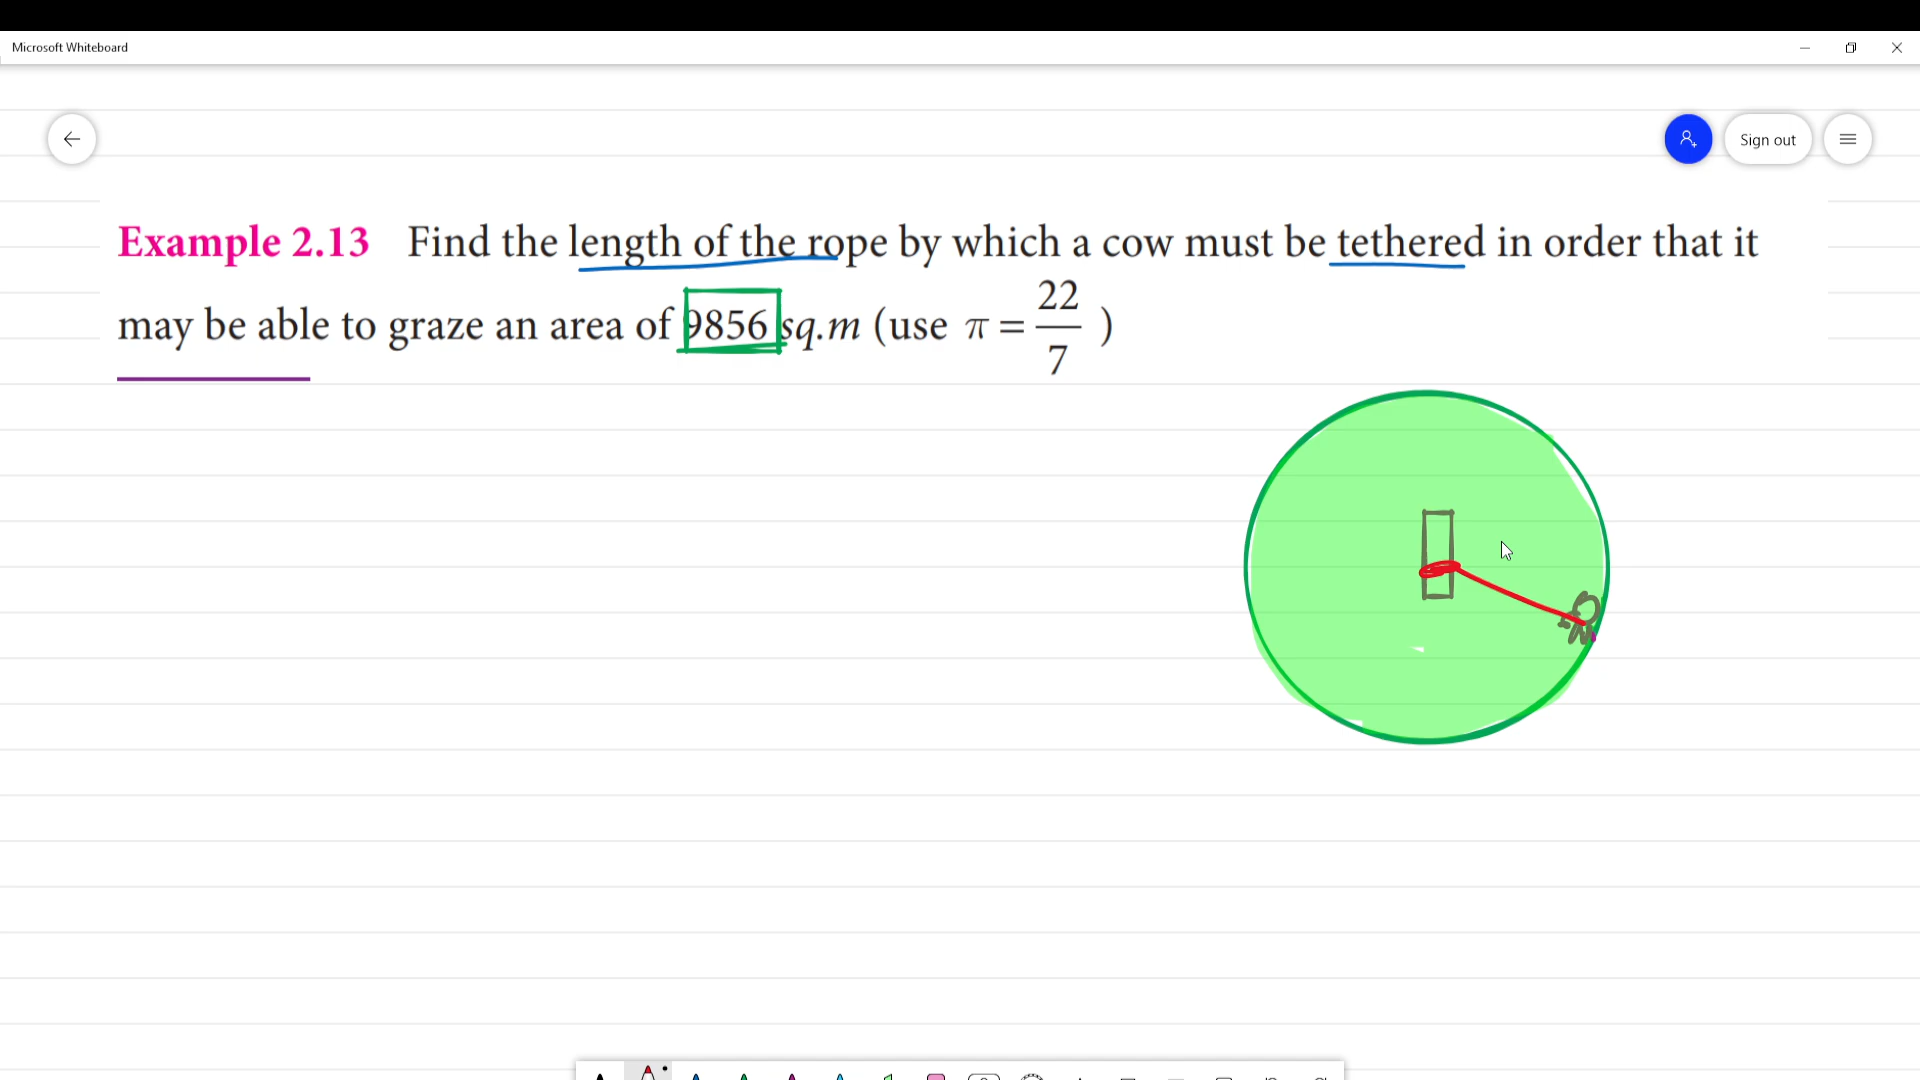 Microsoft Whiteboard
Sign out
Example 2.13 Find the length of the rope by which a cow must be tethered in order that it
may be able to graze an area of 9856 sq.m (use π = 22/7 )